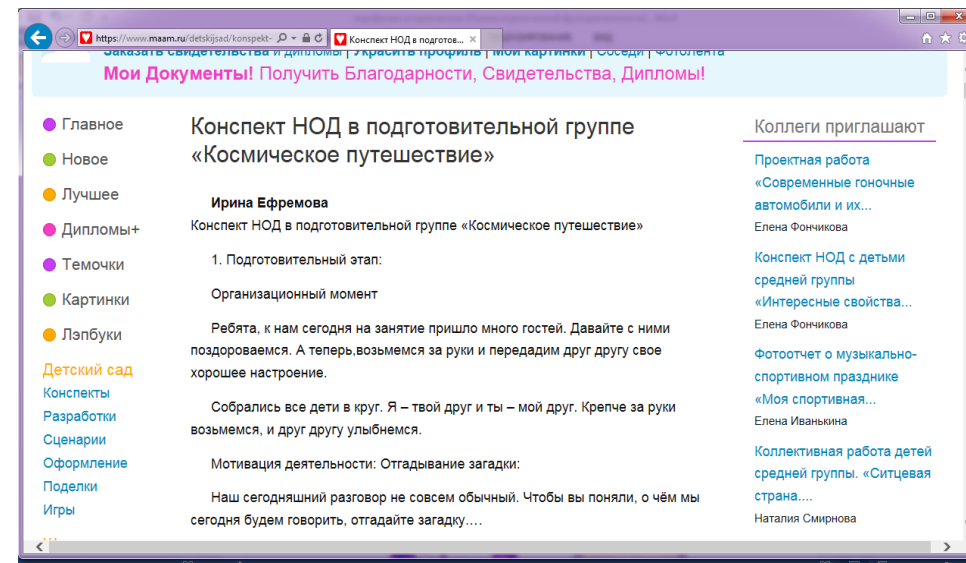 https://www.maam.ru/detskijsad/konspekt-
Конспект НОД в подготов...
Заказать свидетельства и дипломы | Украсить профиль | Мои картинки | Соседи | Фотолента
Мои Документы! Получить Благодарности, Свидетельства, Дипломы!
Главное
Новое
Лучшее
Дипломы+
Темочки
Картинки
Лэпбуки
Детский сад
Конспекты
Разработки
Сценарии
Оформление
Поделки
Игры
Конспект НОД в подготовительной группе
«Космическое путешествие»
Ирина Ефремова
Конспект НОД в подготовительной группе «Космическое путешествие»
1. Подготовительный этап:
Организационный момент
Ребята, к нам сегодня на занятие пришло много гостей. Давайте с ними
поздороваемся. А теперь,возьмемся за руки и передадим друг другу свое
хорошее настроение.
Собрались все дети в круг. Я – твой друг и ты – мой друг. Крепче за руки
возьмемся, и друг другу улыбнемся.
Мотивация деятельности: Отгадывание загадки:
Наш сегодняшний разговор не совсем обычный. Чтобы вы поняли, о чём мы
сегодня будем говорить, отгадайте загадку….
Коллеги приглашают
Проектная работа
«Современные гоночные
автомобили и их...
Елена Фончикова
Конспект НОД с детьми
средней группы
«Интересные свойства...
Елена Фончикова
Фотоотчет о музыкально-
спортивном празднике
«Моя спортивная...
Елена Иванькина
Коллективная работа детей
средней группы. «Ситцевая
страна....
Наталия Смирнова